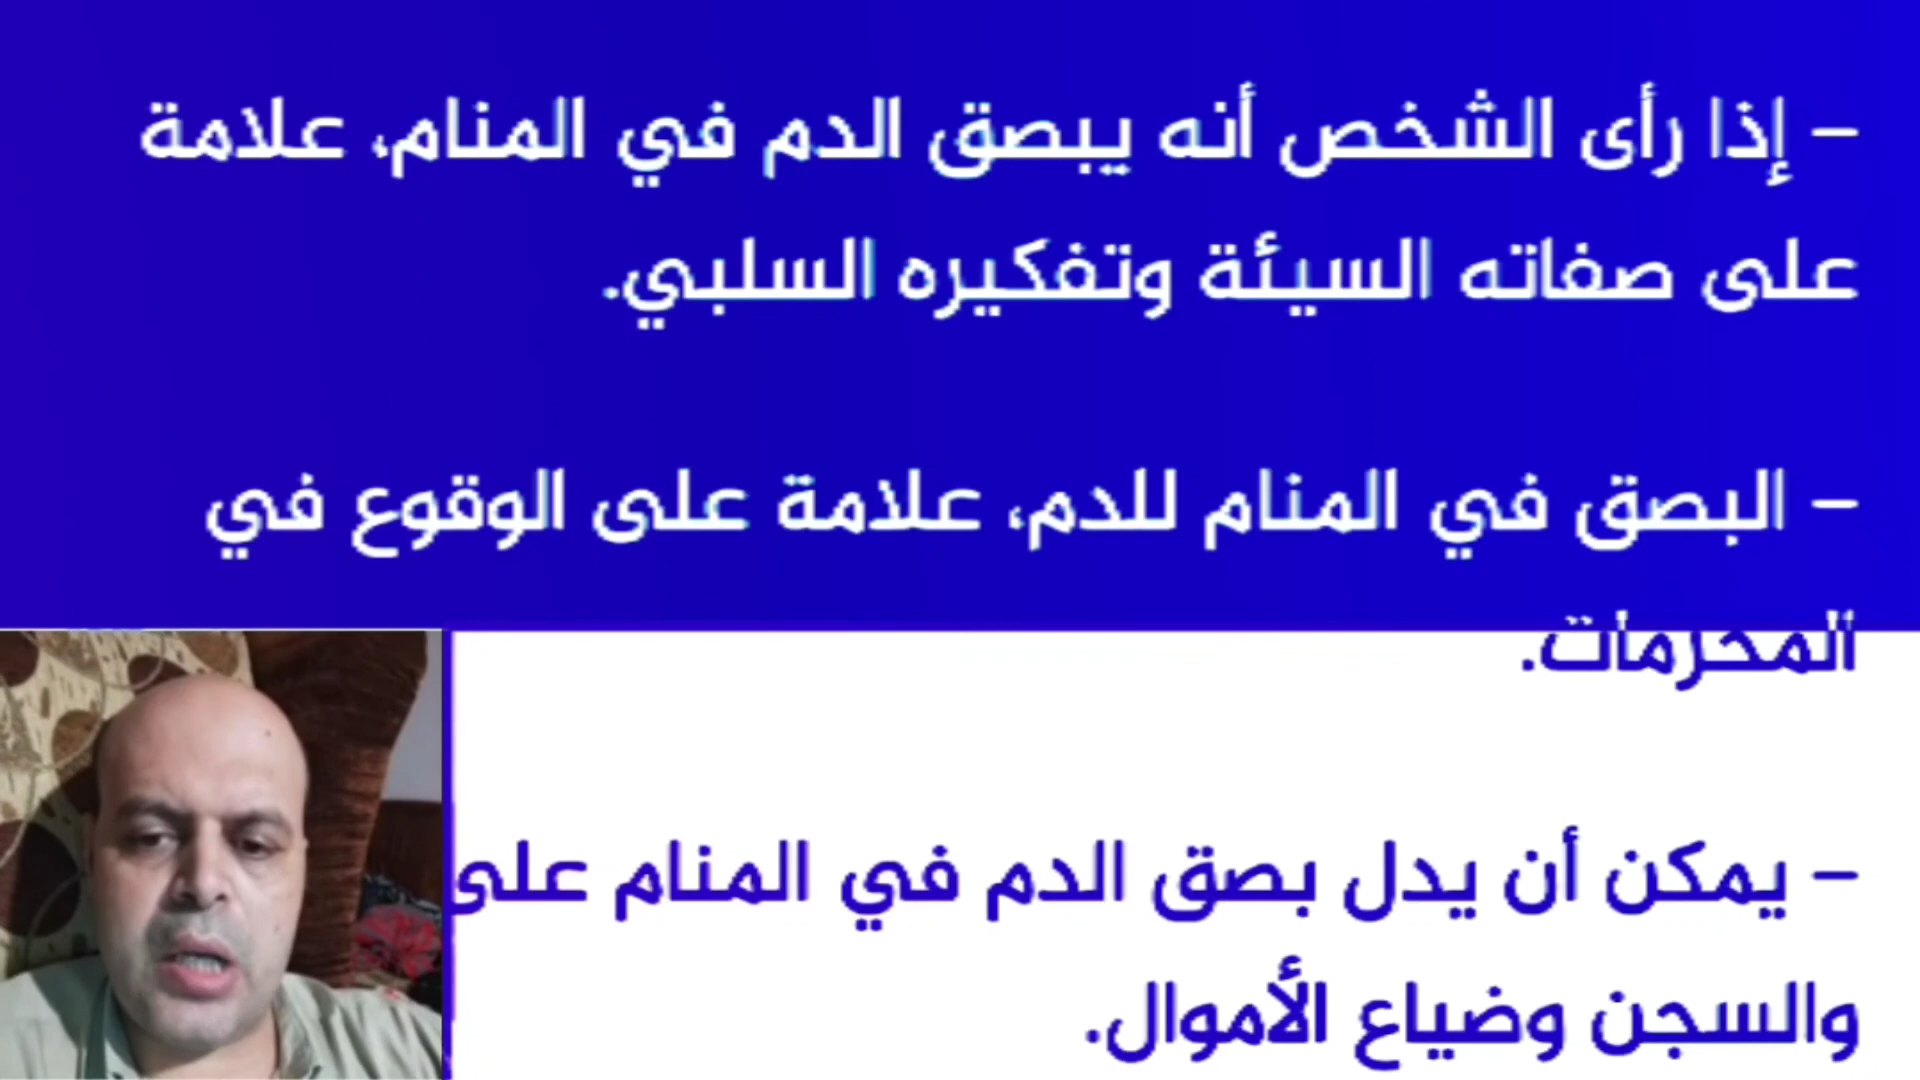 – إذا رأى الشخص أنه يبصق الدم في المنام، علامة
على صفاته السيئة وتفكيره السلبي.
– البصق في المنام للدم، علامة على الوقوع في
المحرمات.
– يمكن أن يدل بصق الدم في المنام على
والسجن وضياع الأموال.